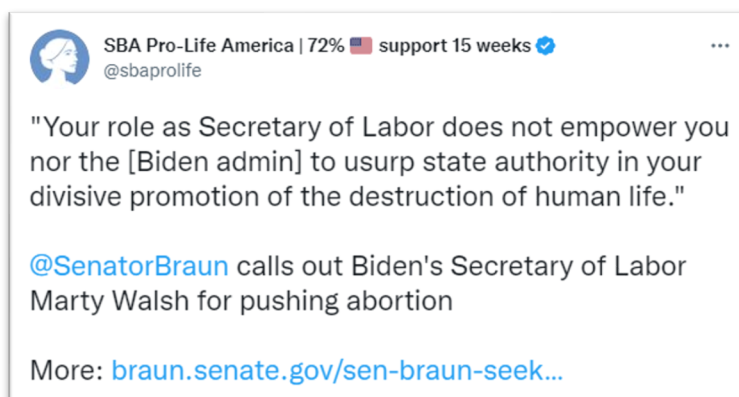 SBA Pro-Life America | 72% 🇺🇸 support 15 weeks
@sbaprolife
"Your role as Secretary of Labor does not empower you
nor the [Biden admin] to usurp state authority in your
divisive promotion of the destruction of human life."
@SenatorBraun calls out Biden's Secretary of Labor
Marty Walsh for pushing abortion
More: braun.senate.gov/sen-braun-seek...